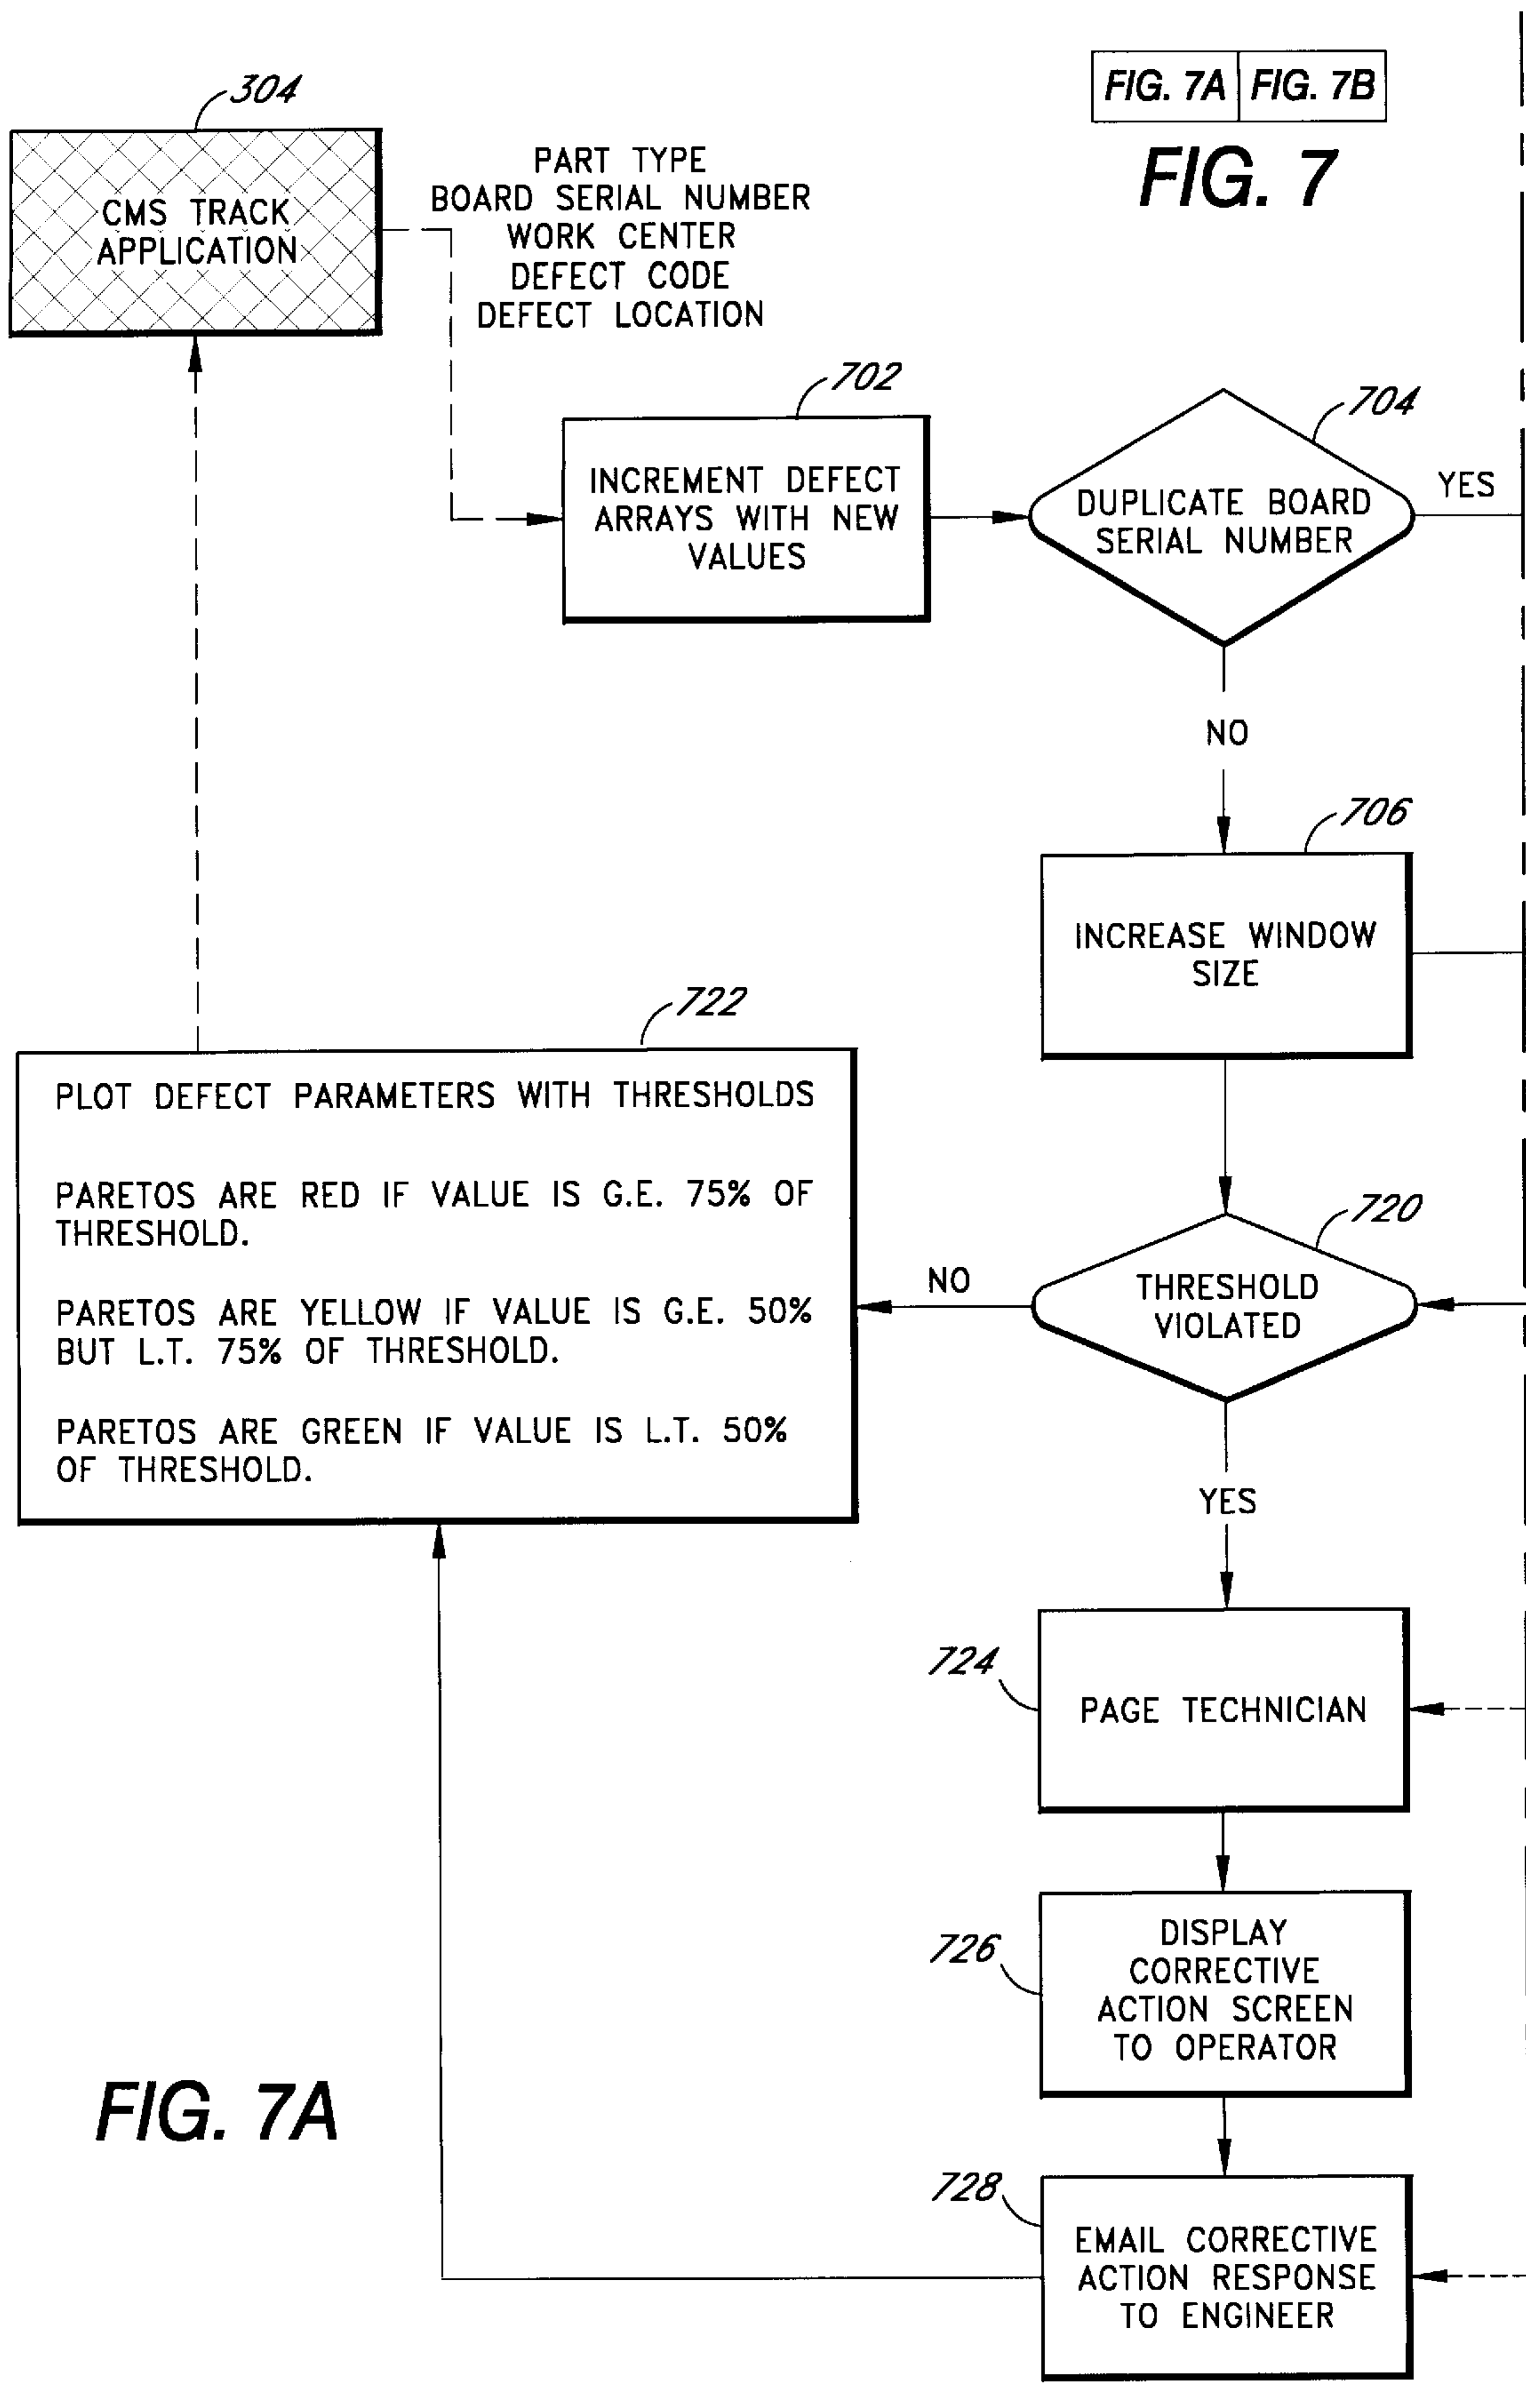 304
FIG. 7A FIG. 7B
FIG. 7
CMS TRACK
APPLICATION
PART TYPE
BOARD SERIAL NUMBER
WORK CENTER
DEFECT CODE
DEFECT LOCATION
702
INCREMENT DEFECT
ARRAYS WITH NEW
VALUES
704
DUPLICATE BOARD
SERIAL NUMBER
YES
NO
706
INCREASE WINDOW
SIZE
722
PLOT DEFECT PARAMETERS WITH THRESHOLDS
PARETOS ARE RED IF VALUE IS G.E. 75% OF
THRESHOLD.
PARETOS ARE YELLOW IF VALUE IS G.E. 50%
BUT L.T. 75% OF THRESHOLD.
PARETOS ARE GREEN IF VALUE IS L.T. 50%
OF THRESHOLD.
720
THRESHOLD
VIOLATED
NO
YES
724
PAGE TECHNICIAN
726
DISPLAY
CORRECTIVE
ACTION SCREEN
TO OPERATOR
728
EMAIL CORRECTIVE
ACTION RESPONSE
TO ENGINEER
FIG. 7A